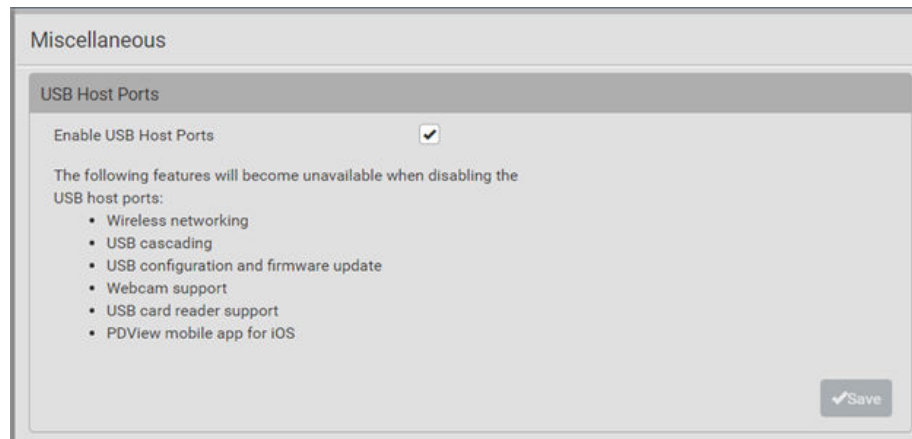 Miscellaneous
USB Host Ports
Enable USB Host Ports
The following features will become unavailable when disabling the
USB host ports:
• Wireless networking
• USB cascading
• USB configuration and firmware update
• Webcam support
• USB card reader support
• PDView mobile app for iOS
✔Save